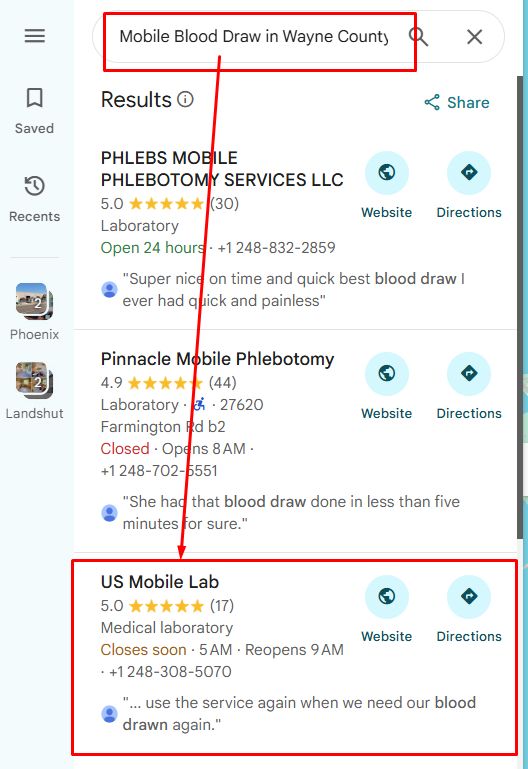 Mobile Blood Draw in Wayne County
Saved
Recents
2
Phoenix
2
Landshut
Results
Share
PHLEBS MOBILE
PHLEBOTOMY SERVICES LLC
5.0 (30)
Laboratory
Open 24 hours · +1 248-832-2859
"Super nice on time and quick best blood draw I
ever had quick and painless"
Website
Directions
Pinnacle Mobile Phlebotomy
4.9 (44)
Laboratory · · 27620
Farmington Rd b2
Closed · Opens 8 AM ·
+1 248-702-5551
"She had that blood draw done in less than five
minutes for sure."
Website
Directions
US Mobile Lab
5.0 (17)
Medical laboratory
Closes soon · 5 AM · Reopens 9 AM
· +1 248-308-5070
"... use the service again when we need our blood
drawn again."
Website
Directions